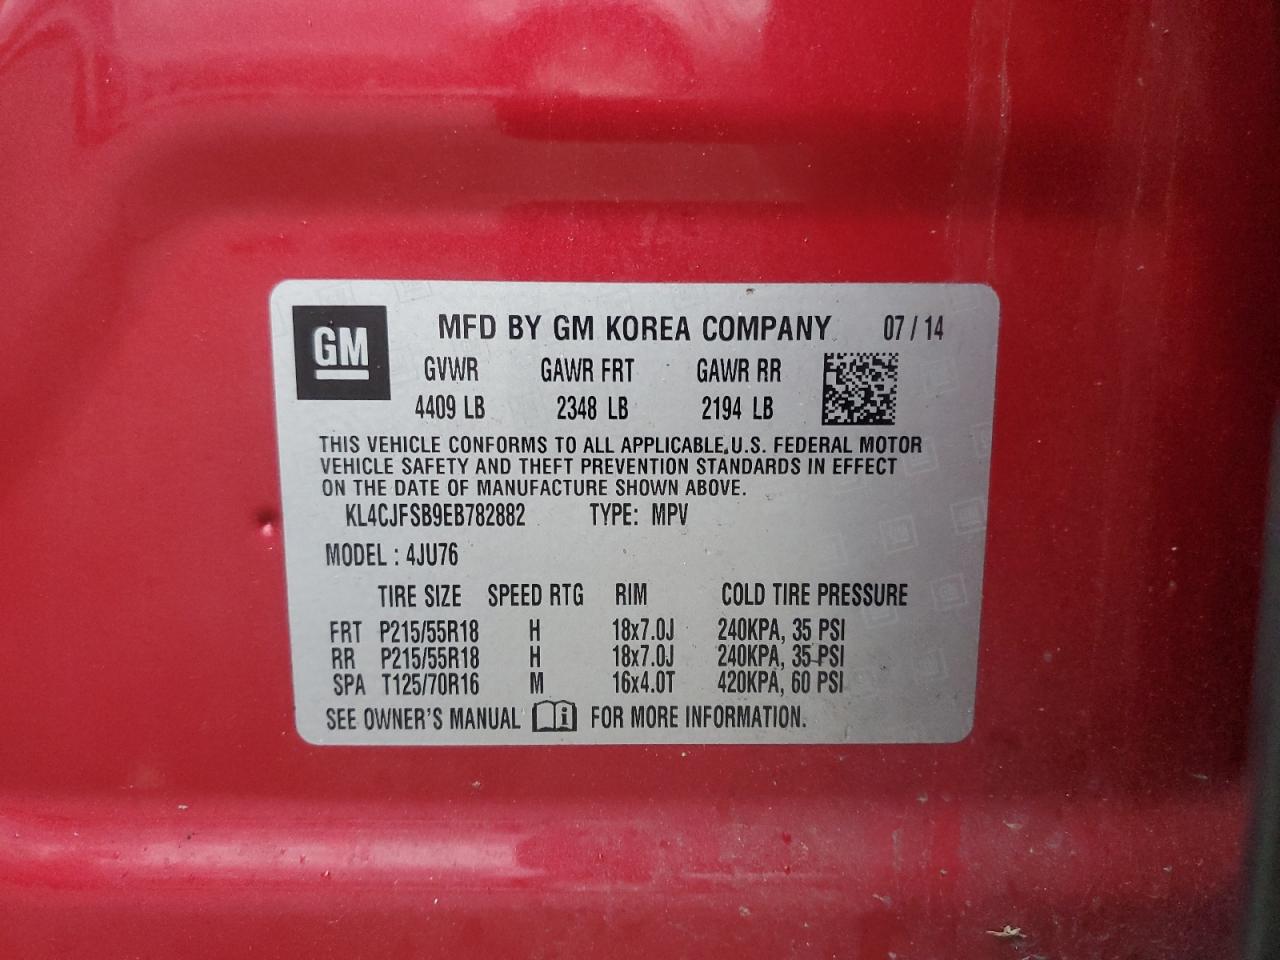 GM
MFD BY GM KOREA COMPANY 07 / 14
GVWR GAWR FRT GAWR RR
4409 LB 2348 LB 2194 LB
THIS VEHICLE CONFORMS TO ALL APPLICABLE U.S. FEDERAL MOTOR
VEHICLE SAFETY AND THEFT PREVENTION STANDARDS IN EFFECT
ON THE DATE OF MANUFACTURE SHOWN ABOVE.
KL4CJFSB9EB782882 TYPE: MPV
MODEL : 4JU76
TIRE SIZE SPEED RTG RIM COLD TIRE PRESSURE
FRT P215/55R18 H 18x7.0J 240KPA, 35 PSI
RR P215/55R18 H 18x7.0J 240KPA, 35 PSI
SPA T125/70R16 M 16x4.0T 420KPA, 60 PSI
SEE OWNER'S MANUAL i FOR MORE INFORMATION.